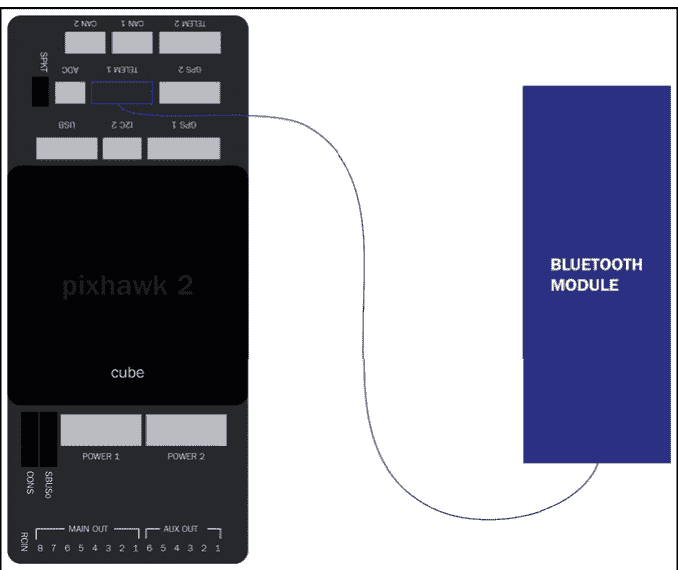 CAN 2 CAN 1 TELEM 2
SPKT ADC TELEM 1 GPS 2
USB I2C 2 GPS 1
pixhawk 2
cube
BLUETOOTH
MODULE
POWER 1 POWER 2
CONS SBUSo
RCIN MAIN OUT AUX OUT
8 7 6 5 4 3 2 1 6 5 4 3 2 1